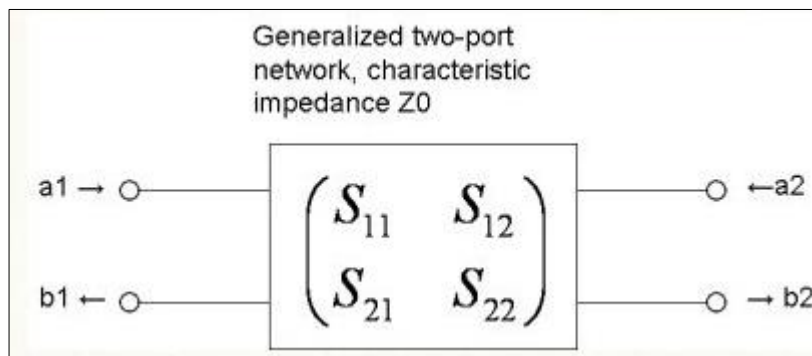 Generalized two-port
network, characteristic
impedance Z0
a1 → ←a2
S11 S12
b1 ← → b2
S21 S22